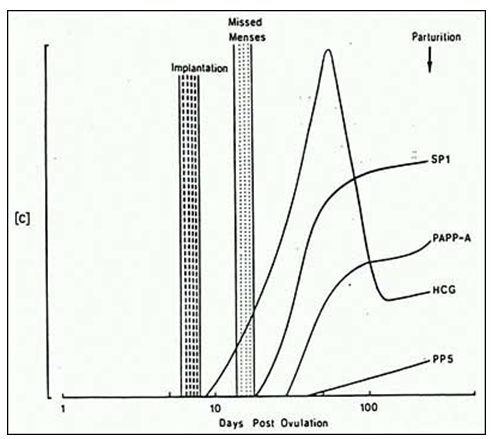 Missed
Menses
Implantation
Parturition
SP1
[C]
PAPP-A
HCG
PP5
1
10
100
Days Post Ovulation